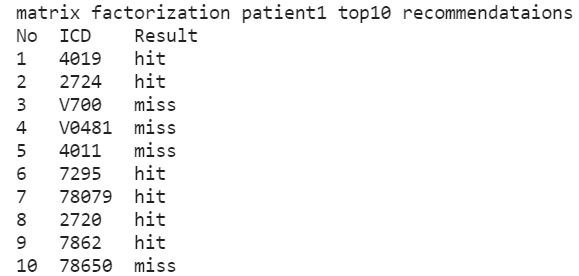 matrix factorization patient1 top10 recommendataions
No ICD Result
1 4019 hit
2 2724 hit
3 V700 miss
4 V0481 miss
5 4011 miss
6 7295 hit
7 78079 hit
8 2720 hit
9 7862 hit
10 78650 miss